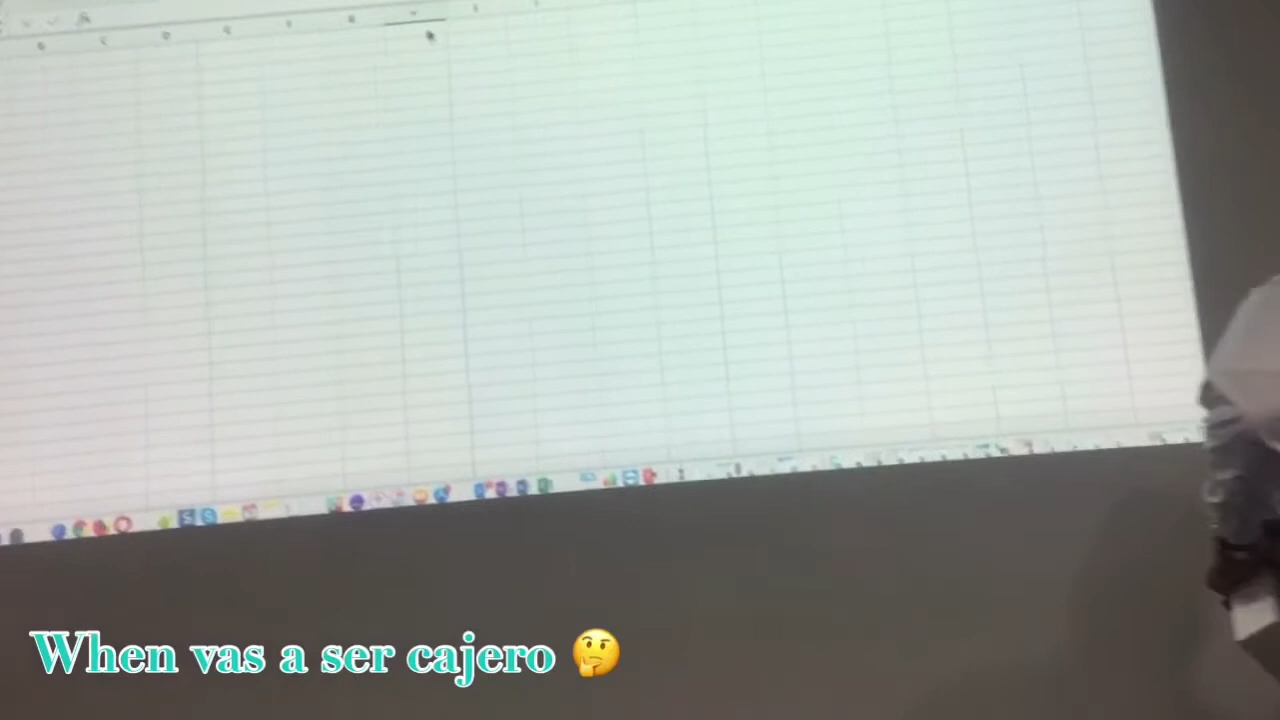 When vas a ser cajero 🤔